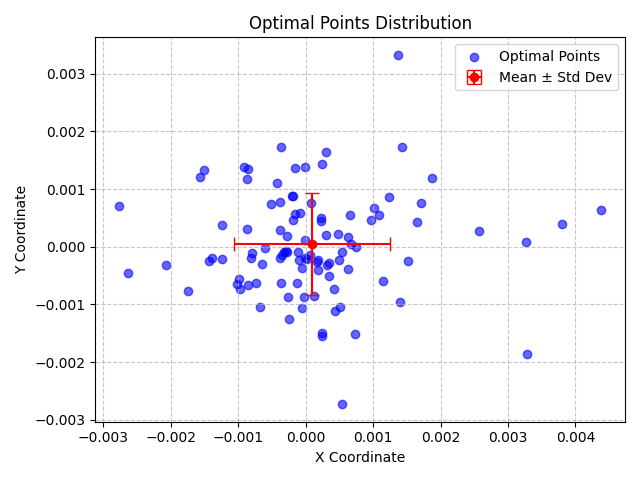 Optimal Points Distribution
Optimal Points
Mean ± Std Dev
Y Coordinate
0.003
0.002
0.001
0.000
−0.001
−0.002
−0.003
−0.003 −0.002 −0.001 0.000 0.001 0.002 0.003 0.004
X Coordinate